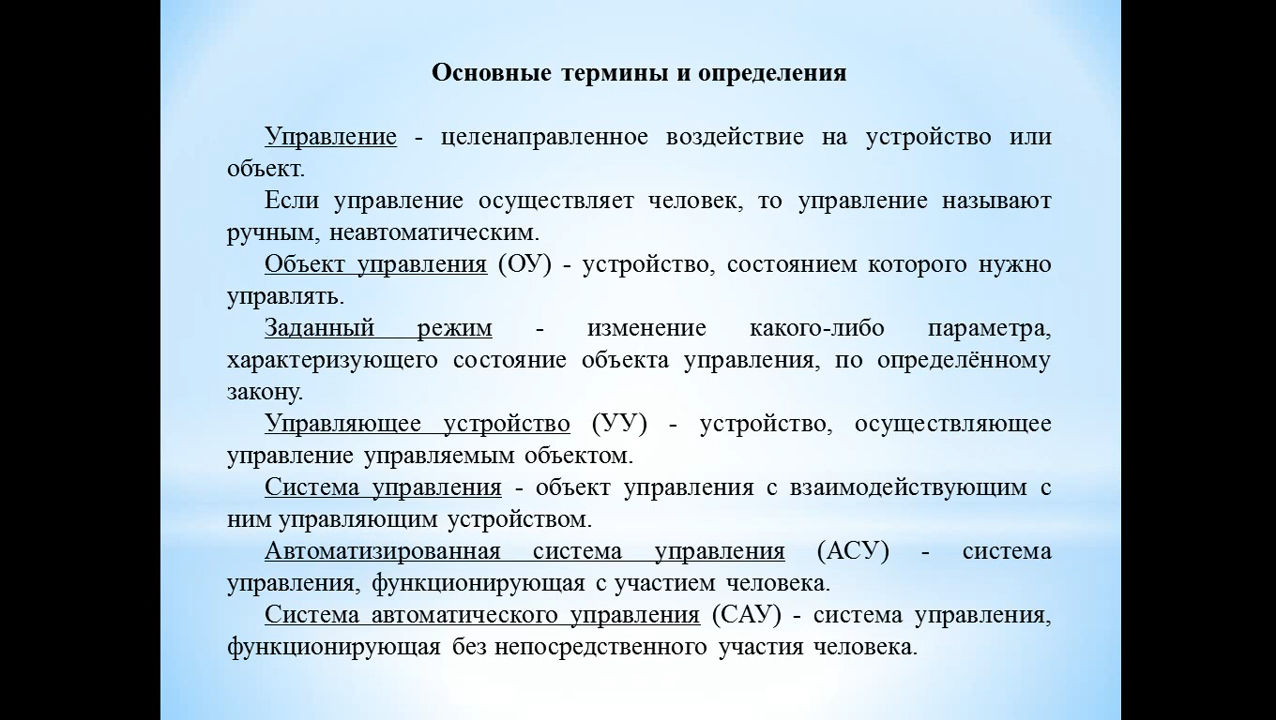 Основные термины и определения
Управление - целенаправленное воздействие на устройство или
объект.
Если управление осуществляет человек, то управление называют
ручным, неавтоматическим.
Объект управления (ОУ) - устройство, состоянием которого нужно
управлять.
Заданный режим - изменение какого-либо параметра,
характеризующего состояние объекта управления, по определённому
закону.
Управляющее устройство (УУ) - устройство, осуществляющее
управление управляемым объектом.
Система управления - объект управления с взаимодействующим с
ним управляющим устройством.
Автоматизированная система управления (АСУ) - система
управления, функционирующая с участием человека.
Система автоматического управления (САУ) - система управления,
функционирующая без непосредственного участия человека.